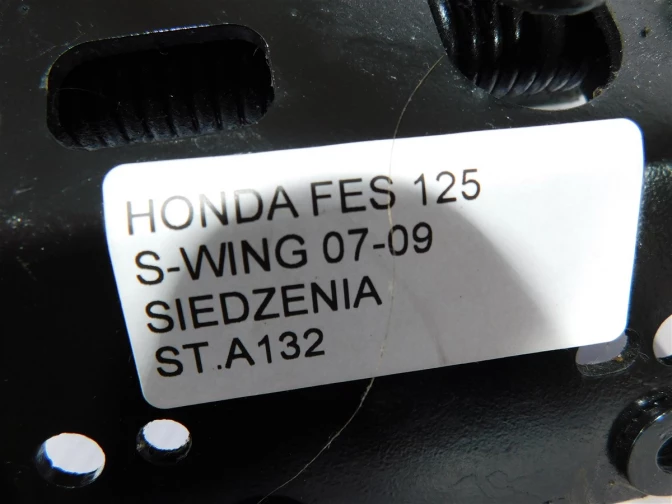 HONDA FES 125
S-WING 07-09
SIEDZENIA
ST.A132